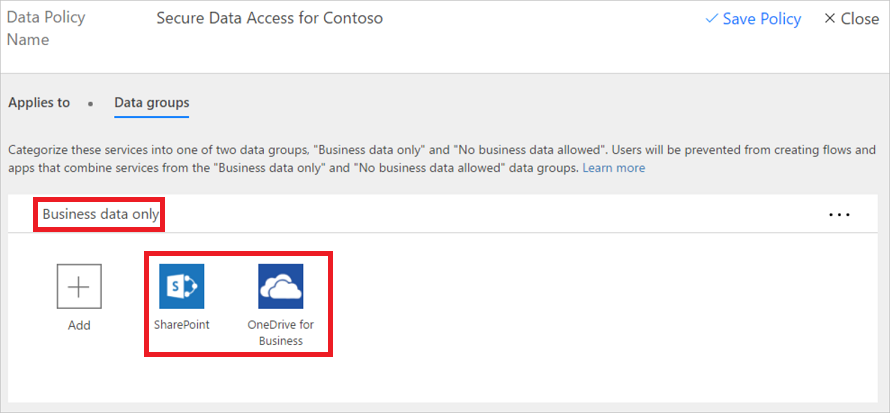 Data Policy Name
Secure Data Access for Contoso
Save Policy
Close
Applies to
Data groups
Categorize these services into one of two data groups, "Business data only" and "No business data allowed". Users will be prevented from creating flows and
apps that combine services from the "Business data only" and "No business data allowed" data groups. Learn more
Business data only
Add
S
SharePoint
OneDrive for
Business